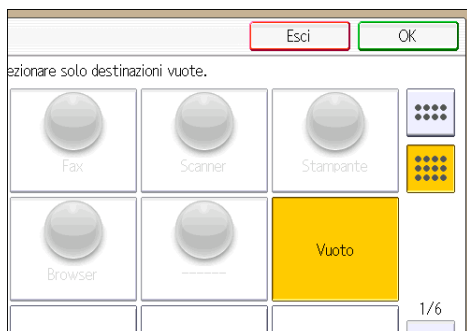 Esci OK
ezionare solo destinazioni vuote.
Fax Scanner Stampante
Browser ------ Vuoto
1/6